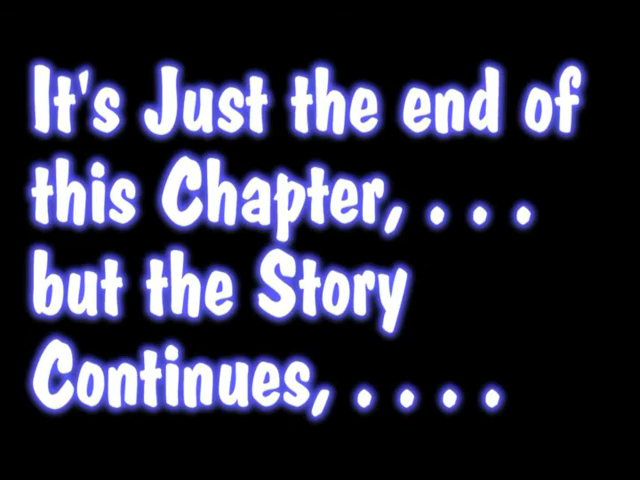 It's Just the end of
this Chapter, . . .
but the Story
Continues, . . . .